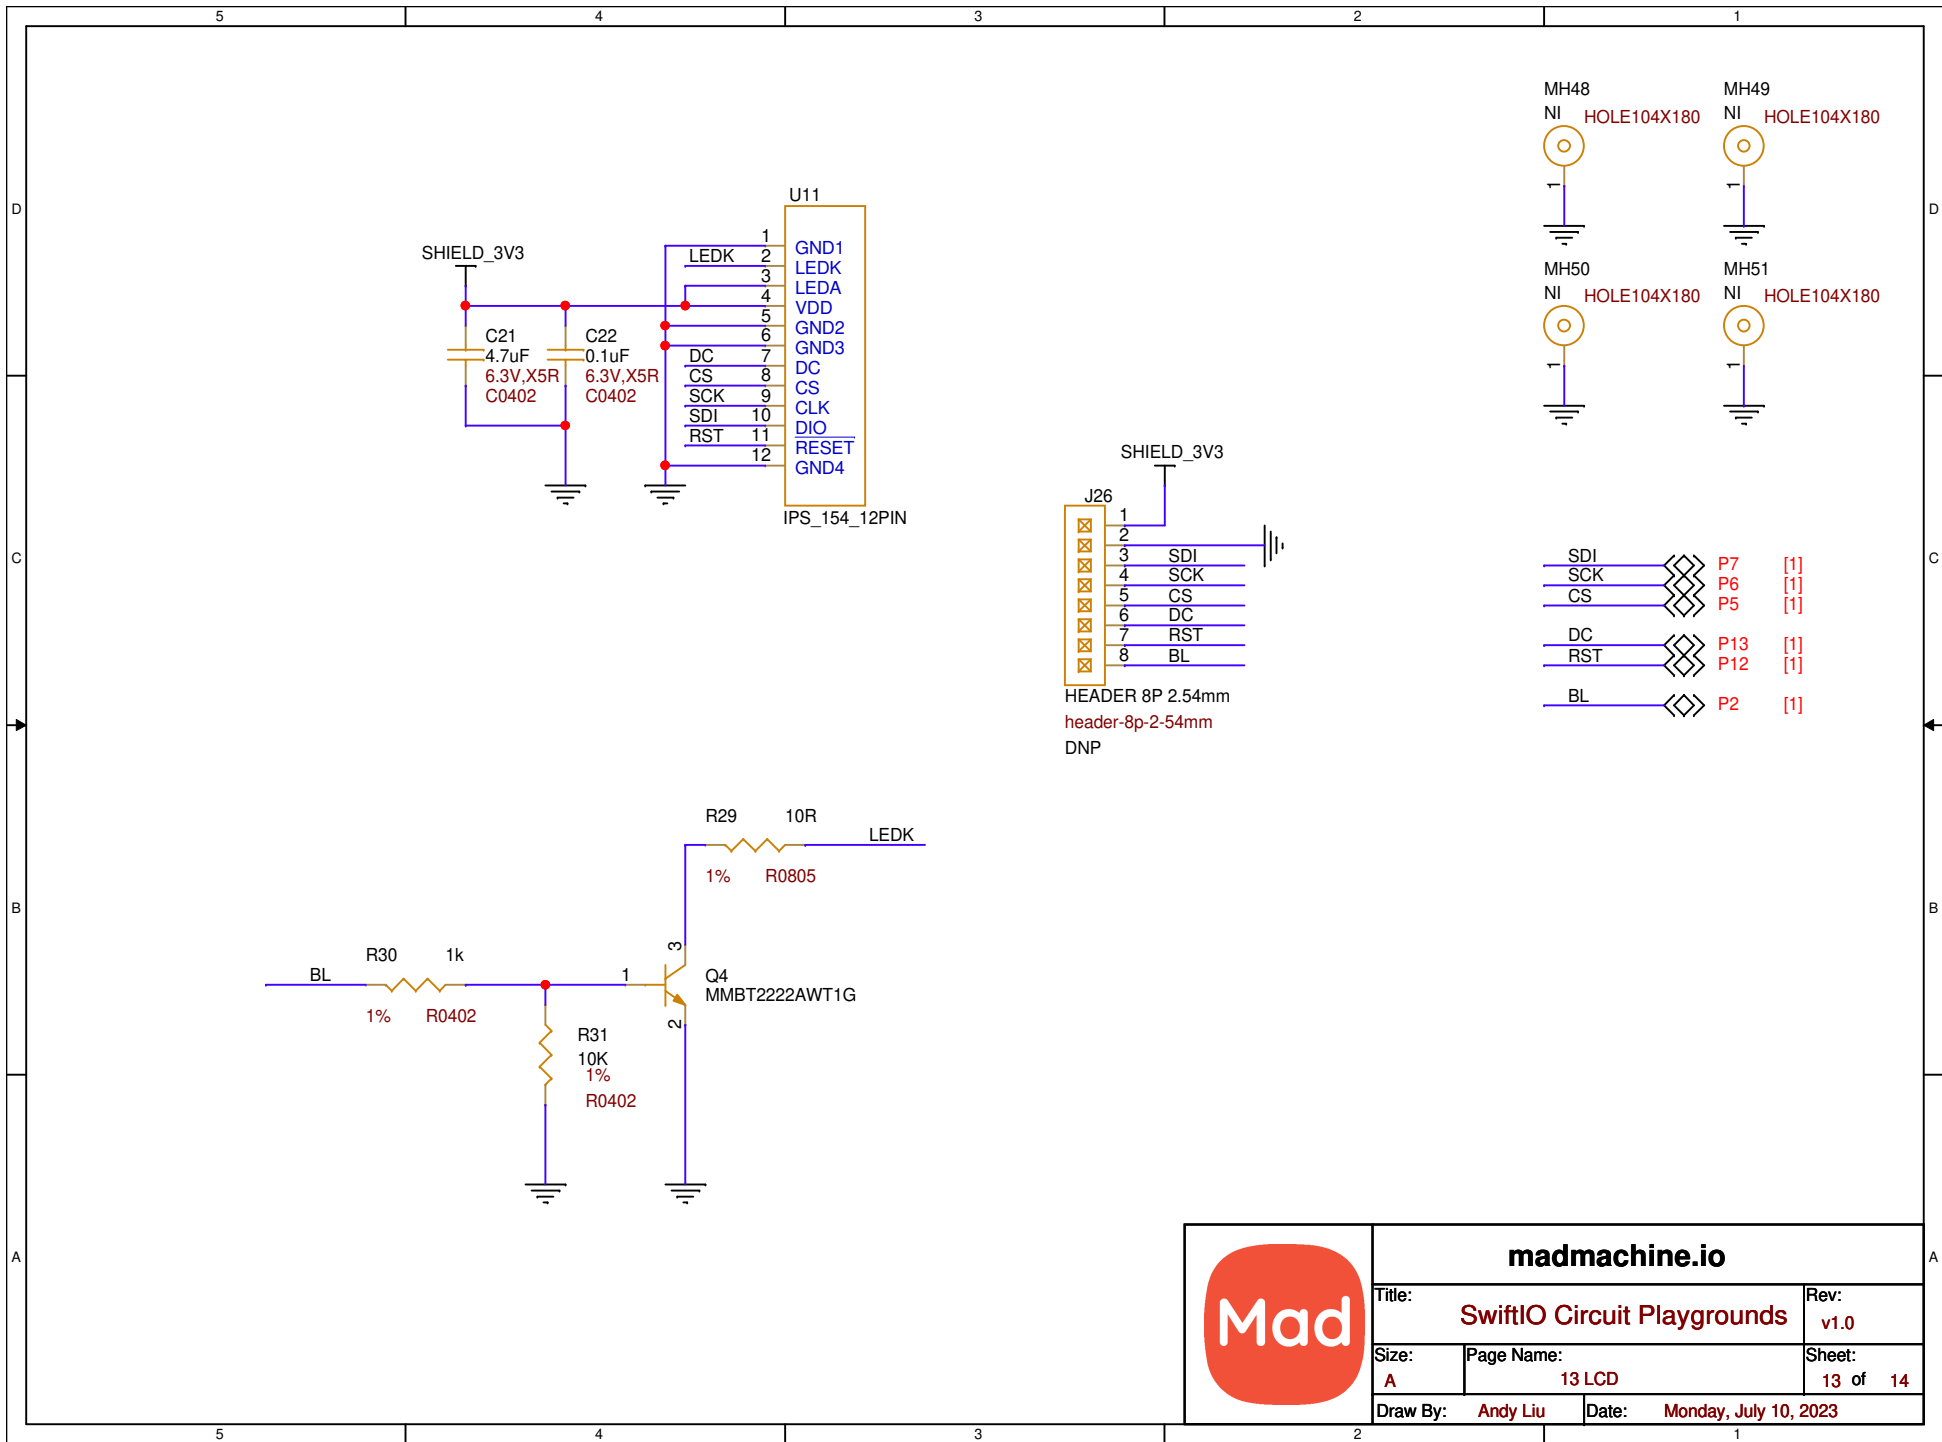 5 4 3 2 1
D
C
B
A
D
C
B
A
MH48
NI HOLE104X180
1
MH49
NI HOLE104X180
1
MH50
NI HOLE104X180
1
MH51
NI HOLE104X180
1
U11
SHIELD_3V3
1 GND1
LEDK 2 LEDK
3 LEDA
4 VDD
5 GND2
6 GND3
DC 7 DC
CS 8 CS
SCK 9 CLK
SDI 10 DIO
RST 11 RESET
12 GND4
IPS_154_12PIN
C21
4.7uF
6.3V,X5R
C0402
C22
0.1uF
6.3V,X5R
C0402
SHIELD_3V3
J26
1
2
3 SDI
4 SCK
5 CS
6 DC
7 RST
8 BL
HEADER 8P 2.54mm
header-8p-2-54mm
DNP
SDI P7 [1]
SCK P6 [1]
CS P5 [1]
DC P13 [1]
RST P12 [1]
BL P2 [1]
R29 10R
LEDK
1% R0805
R30 1k
BL
1% R0402
1
3
2
Q4
MMBT2222AWT1G
R31
10K
1%
R0402
Mad
madmachine.io
Title: SwiftIO Circuit Playgrounds
Rev: v1.0
Size: A
Page Name: 13 LCD
Sheet: 13 of 14
Draw By: Andy Liu
Date: Monday, July 10, 2023
5 4 3 2 1